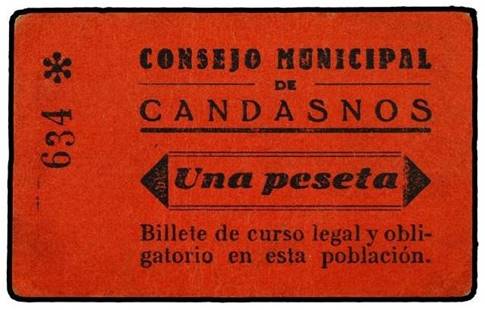 CONSEJO MUNICIPAL
DE
CANDASNOS
Una peseta
Billete de curso legal y obli-
gatorio en esta población.
634 *